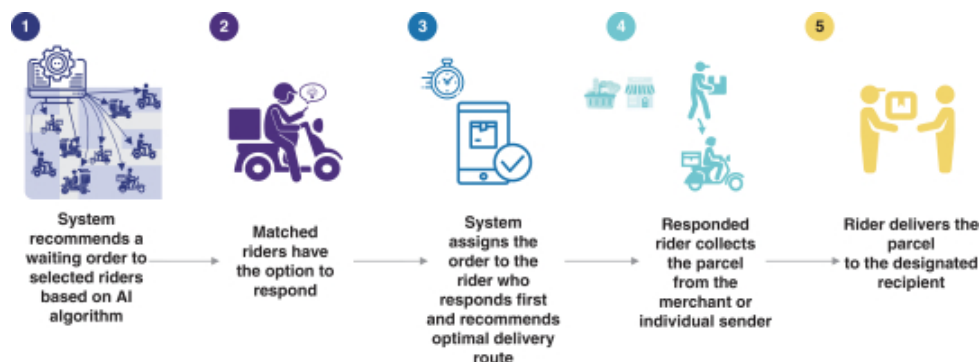 1
2
3
4
5
System
recommends a
waiting order to
selected riders
based on AI
algorithm
Matched
riders have
the option to
respond
System
assigns the
order to the
rider who
responds first
and recommends
optimal delivery
route
Responded
rider collects
the parcel
from the
merchant or
individual sender
Rider delivers the
parcel
to the designated
recipient